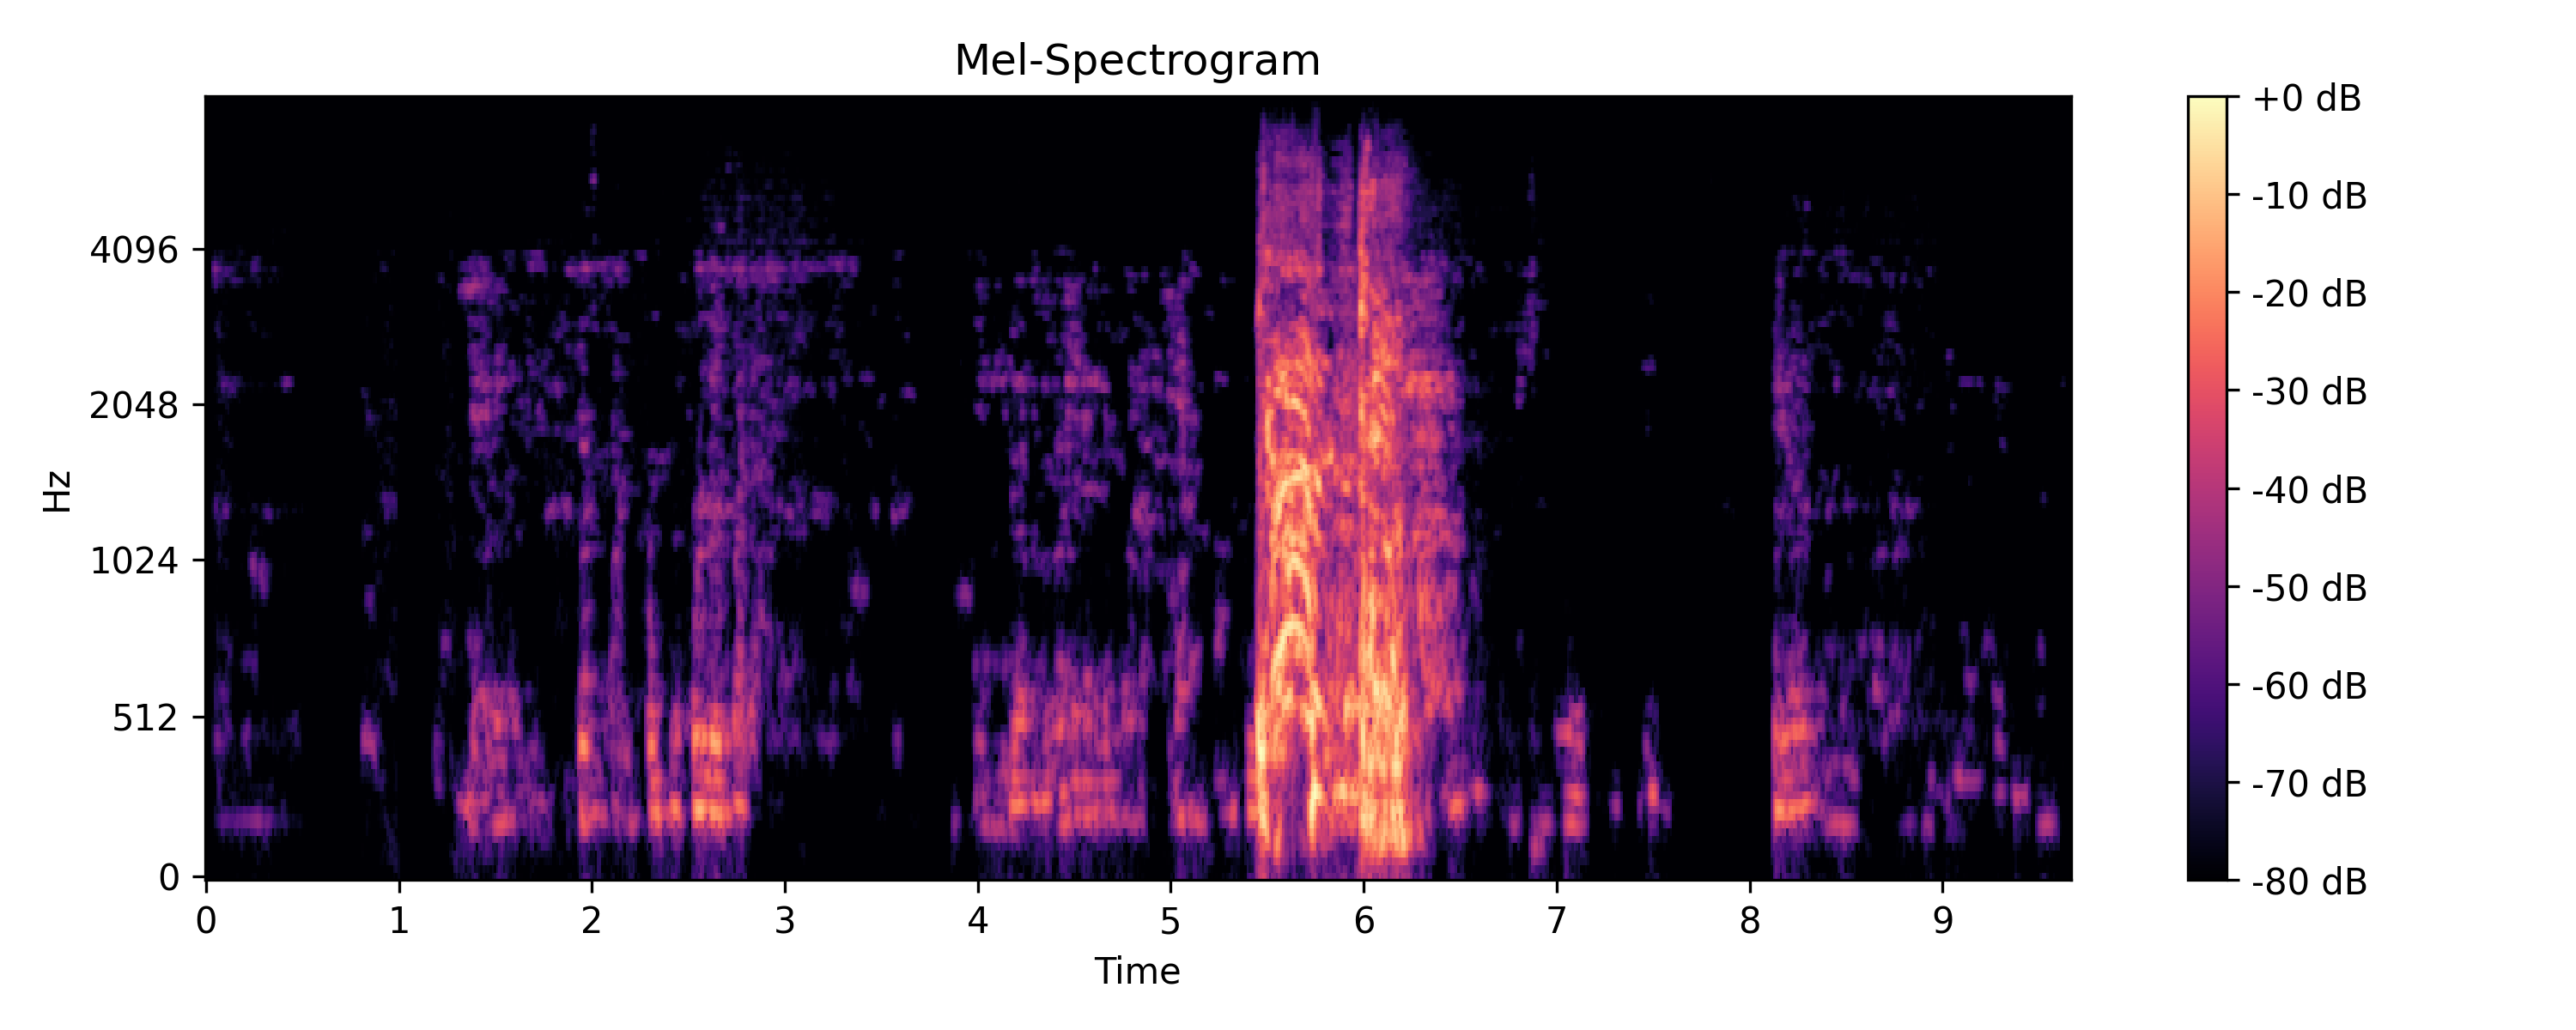 Mel-Spectrogram
+0 dB
-10 dB
-20 dB
-30 dB
-40 dB
-50 dB
-60 dB
-70 dB
-80 dB
Hz
4096
2048
1024
512
0
0 1 2 3 4 5 6 7 8 9
Time